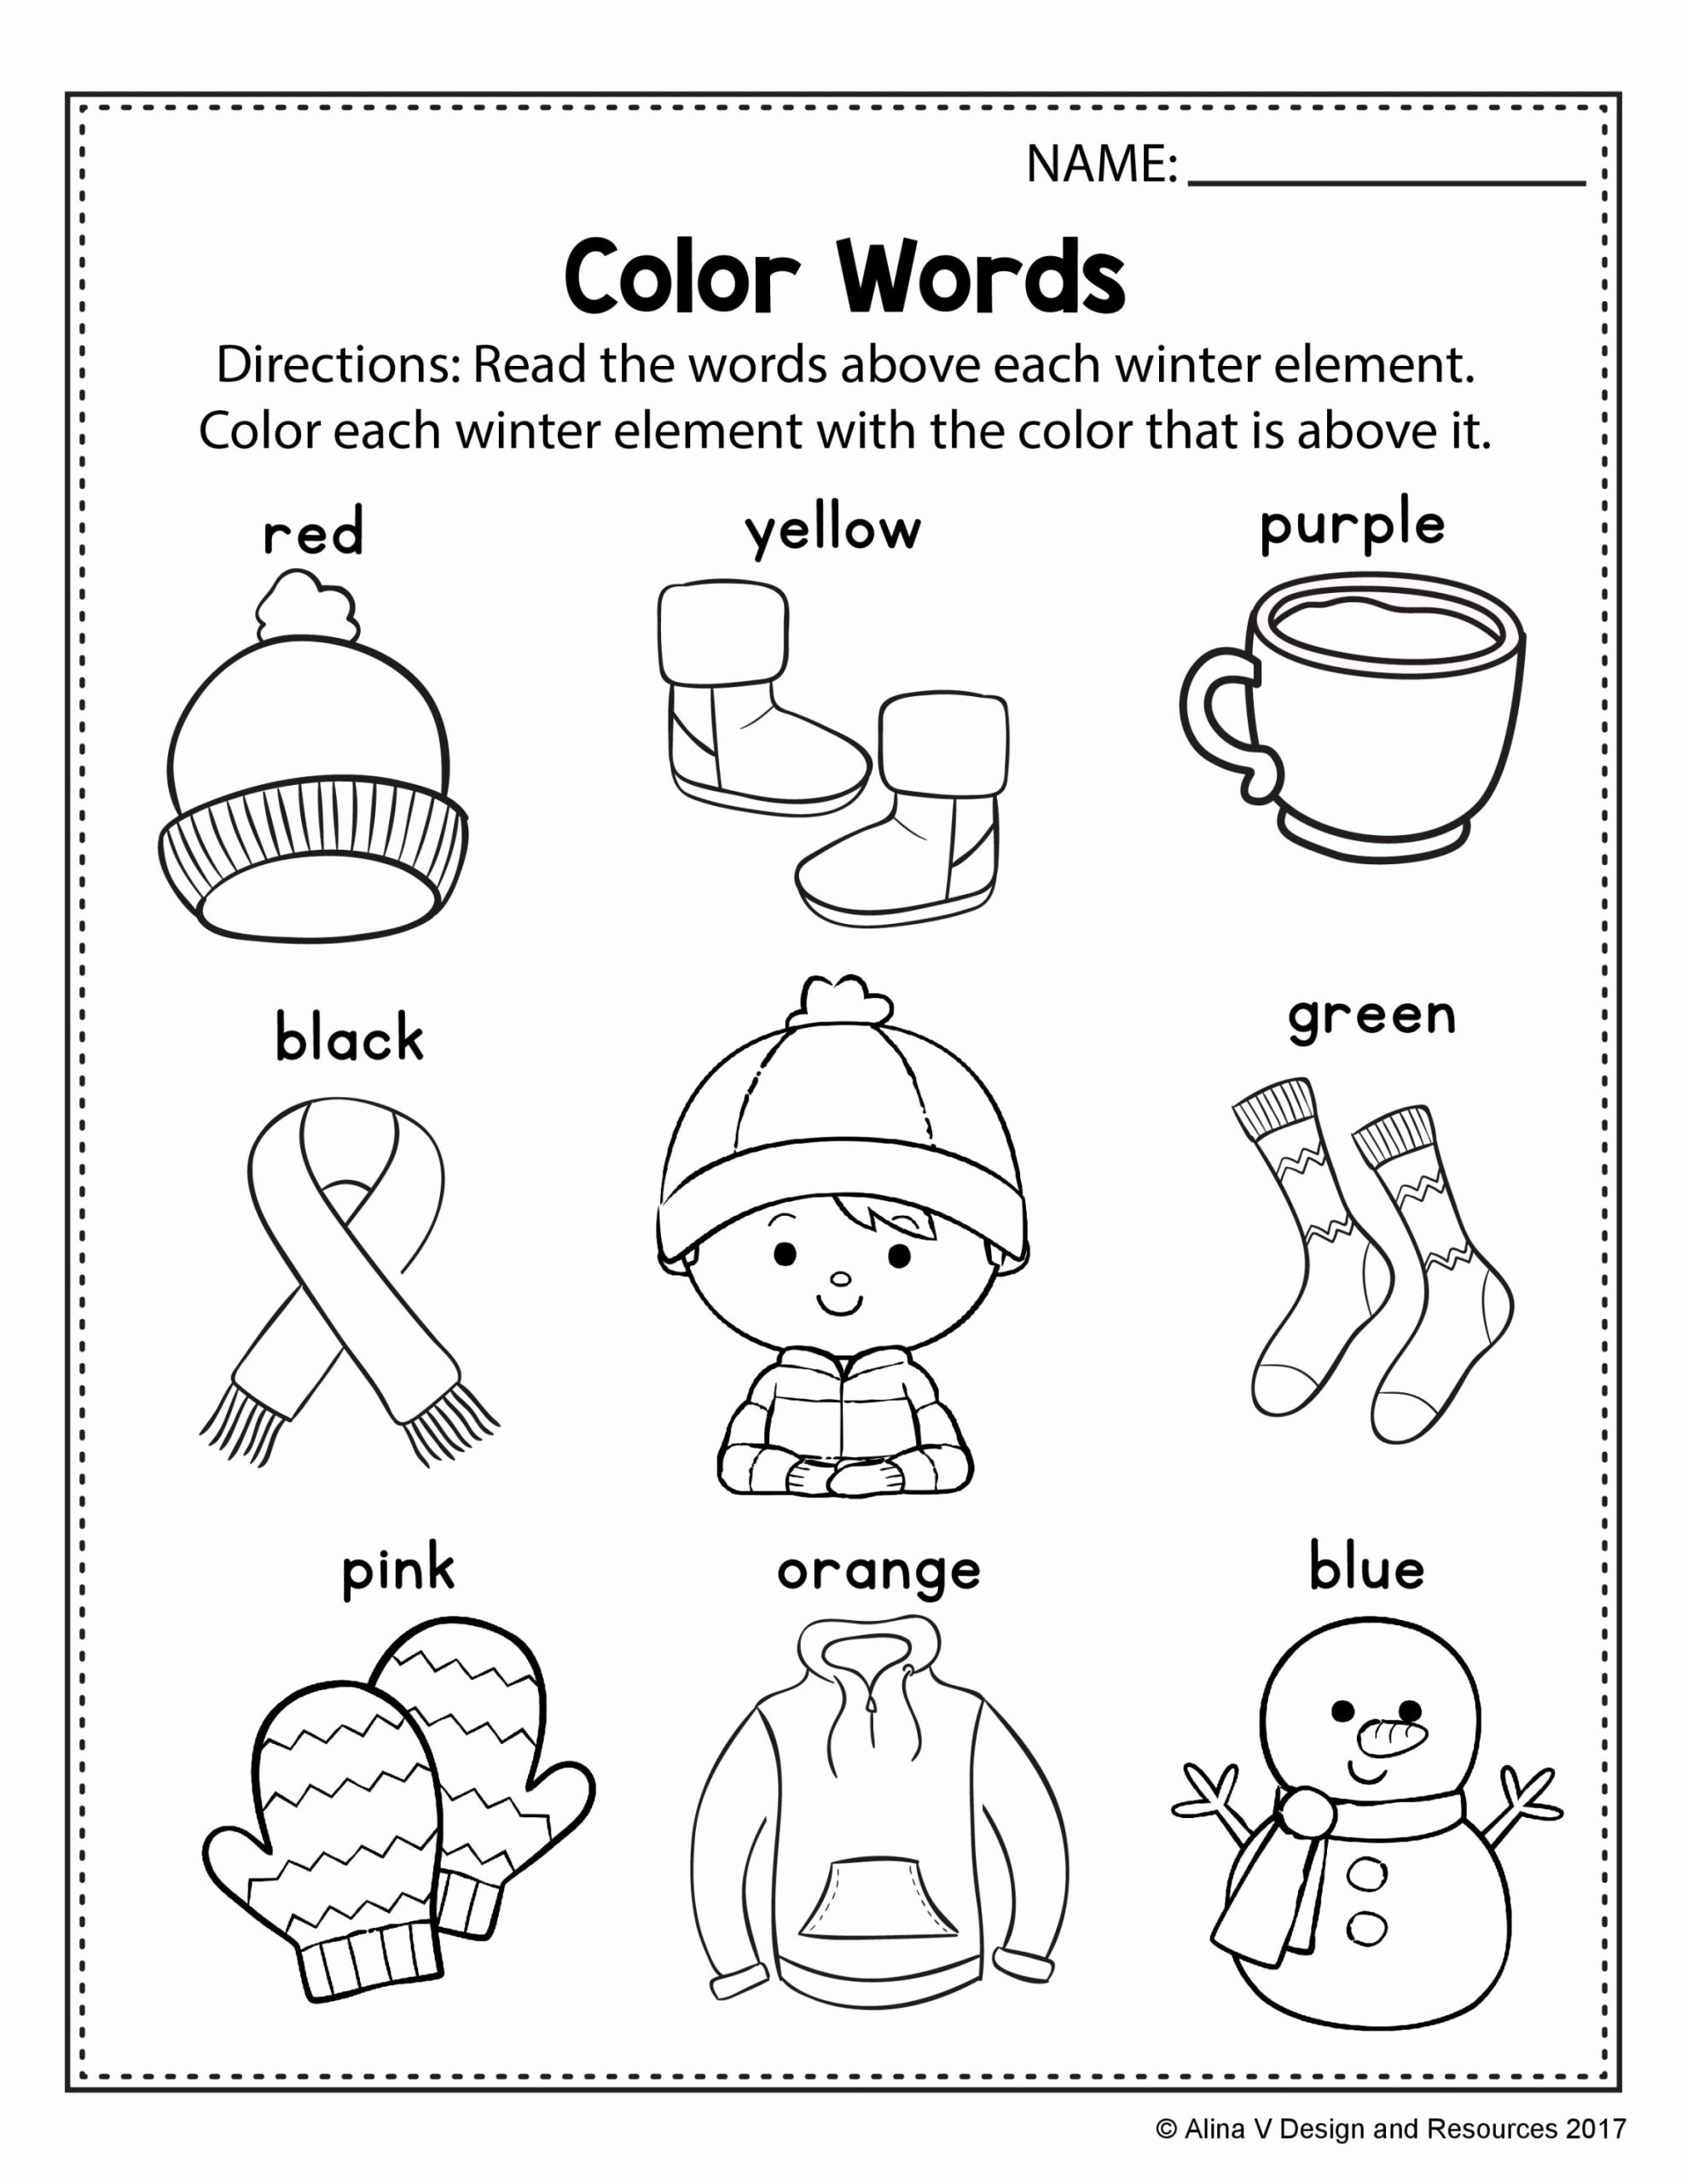 NAME:
Color Words
Directions: Read the words above each winter element.
Color each winter element with the color that is above it.
red
yellow
purple
black
green
pink
orange
blue
© Alina V Design and Resources 2017